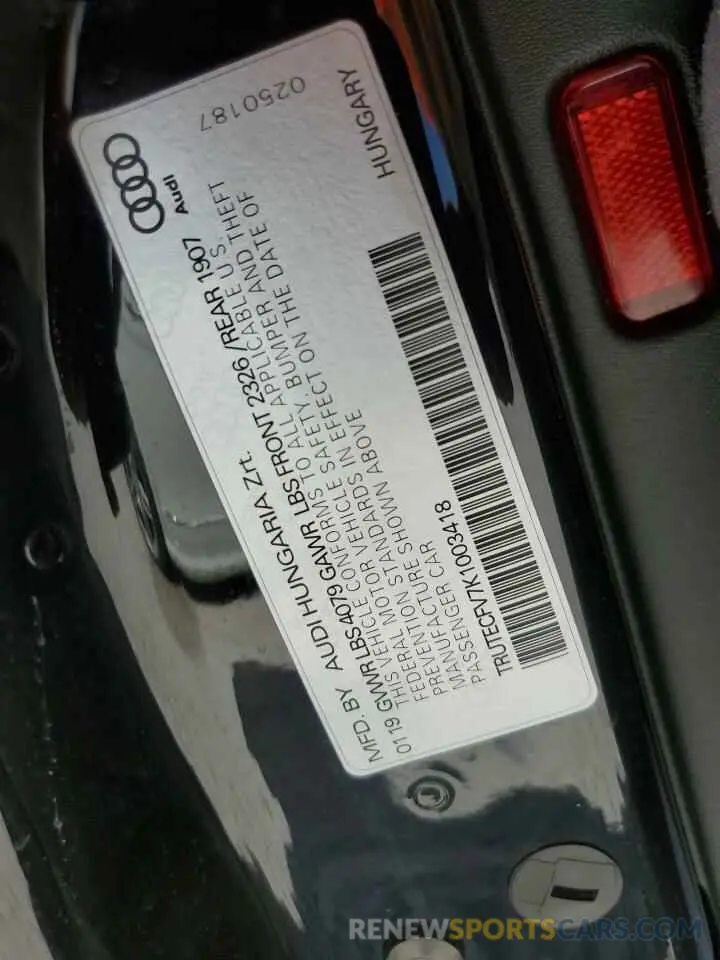 0250187
HUNGARY
Audi
MFD. BY AUDI HUNGARIA Zrt.
0119 GWWR LBS 4079 GAWR LBS FRONT 2326 /REAR 1907
THIS VEHICLE CONFORMS TO ALL APPLICABLE U.S.
FEDERAL MOTOR VEHICLE SAFETY, BUMPER AND THEFT
PREVENTION STANDARDS IN EFFECT ON THE DATE OF
MANUFACTURE SHOWN ABOVE
PASSENGER CAR
TRUECPV7K1003418
RENEWSPORTSCARS.COM